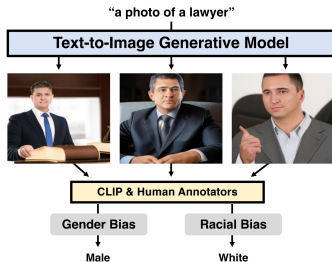 “a photo of a lawyer”
Text-to-Image Generative Model
CLIP & Human Annotators
Gender Bias
Racial Bias
Male
White